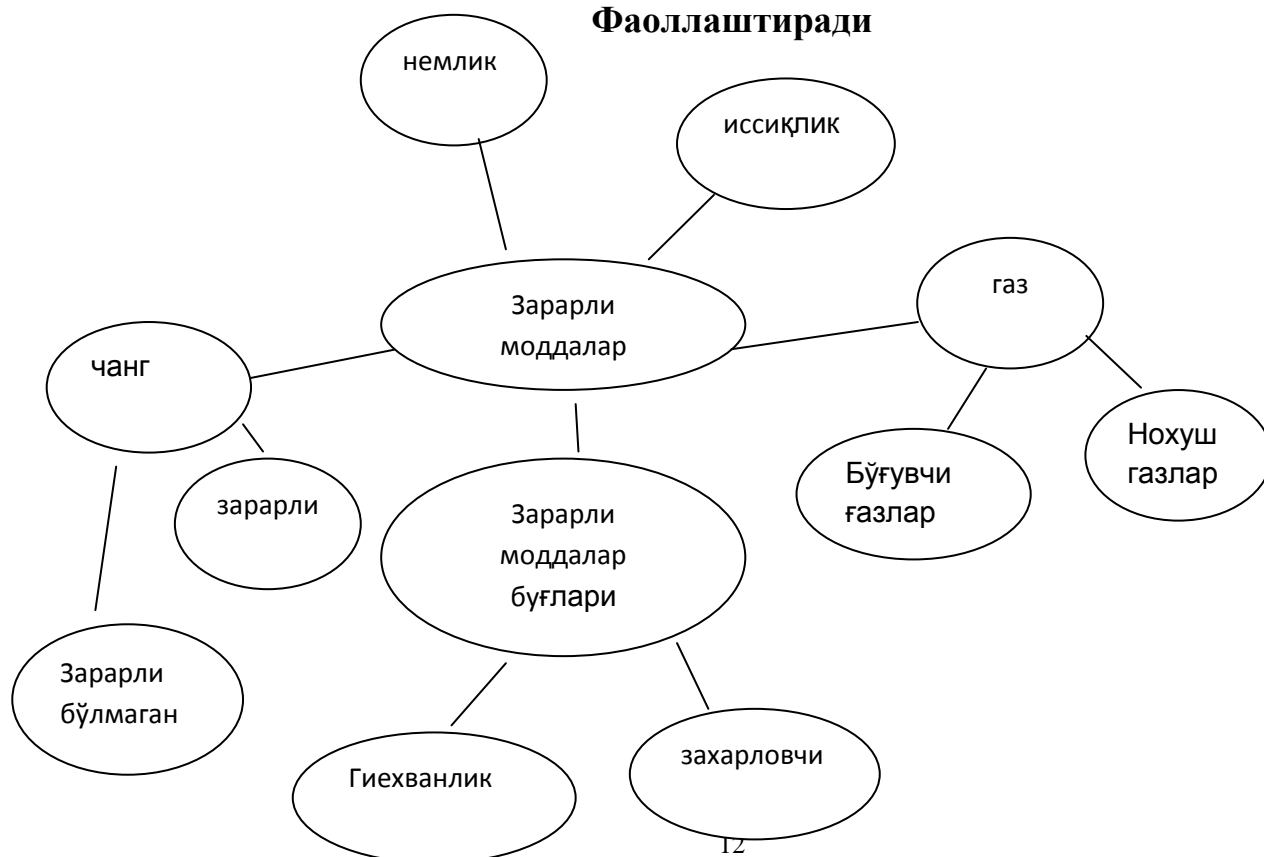 Фаоллаштиради
немлик
иссиқлик
газ
Зарарли
моддалар
чанг
Нохуш
газлар
Бўғувчи
ғазлар
зарарли
Зарарли
моддалар
буғлари
Зарарли
бўлмаган
Гиехванлик
захарловчи
12